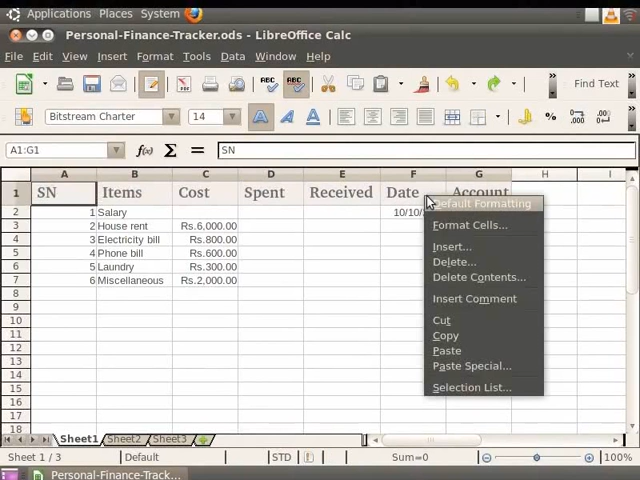 Applications Places System
Personal-Finance-Tracker.ods - LibreOffice Calc
File Edit View Insert Format Tools Data Window Help
ABC ABC Find Text
Bitstream Charter 14 A A A
A1:G1 f(x) Σ = SN
A B C D E F G H I
1 SN Items Cost Spent Received Date Account
2 1 Salary 10/10/
3 2 House rent Rs.6,000.00
4 3 Electricity bill Rs.800.00
5 4 Phone bill Rs.600.00
6 5 Laundry Rs.300.00
7 6 Miscellaneous Rs.2,000.00
8
9
10
11
12
13
14
15
16
17
18
Default Formatting
Format Cells...
Insert...
Delete...
Delete Contents...
Insert Comment
Cut
Copy
Paste
Paste Special...
Selection List...
Sheet1 Sheet2 Sheet3
Sheet 1 / 3 Default STD Sum=0 100%
Personal-Finance-Track...